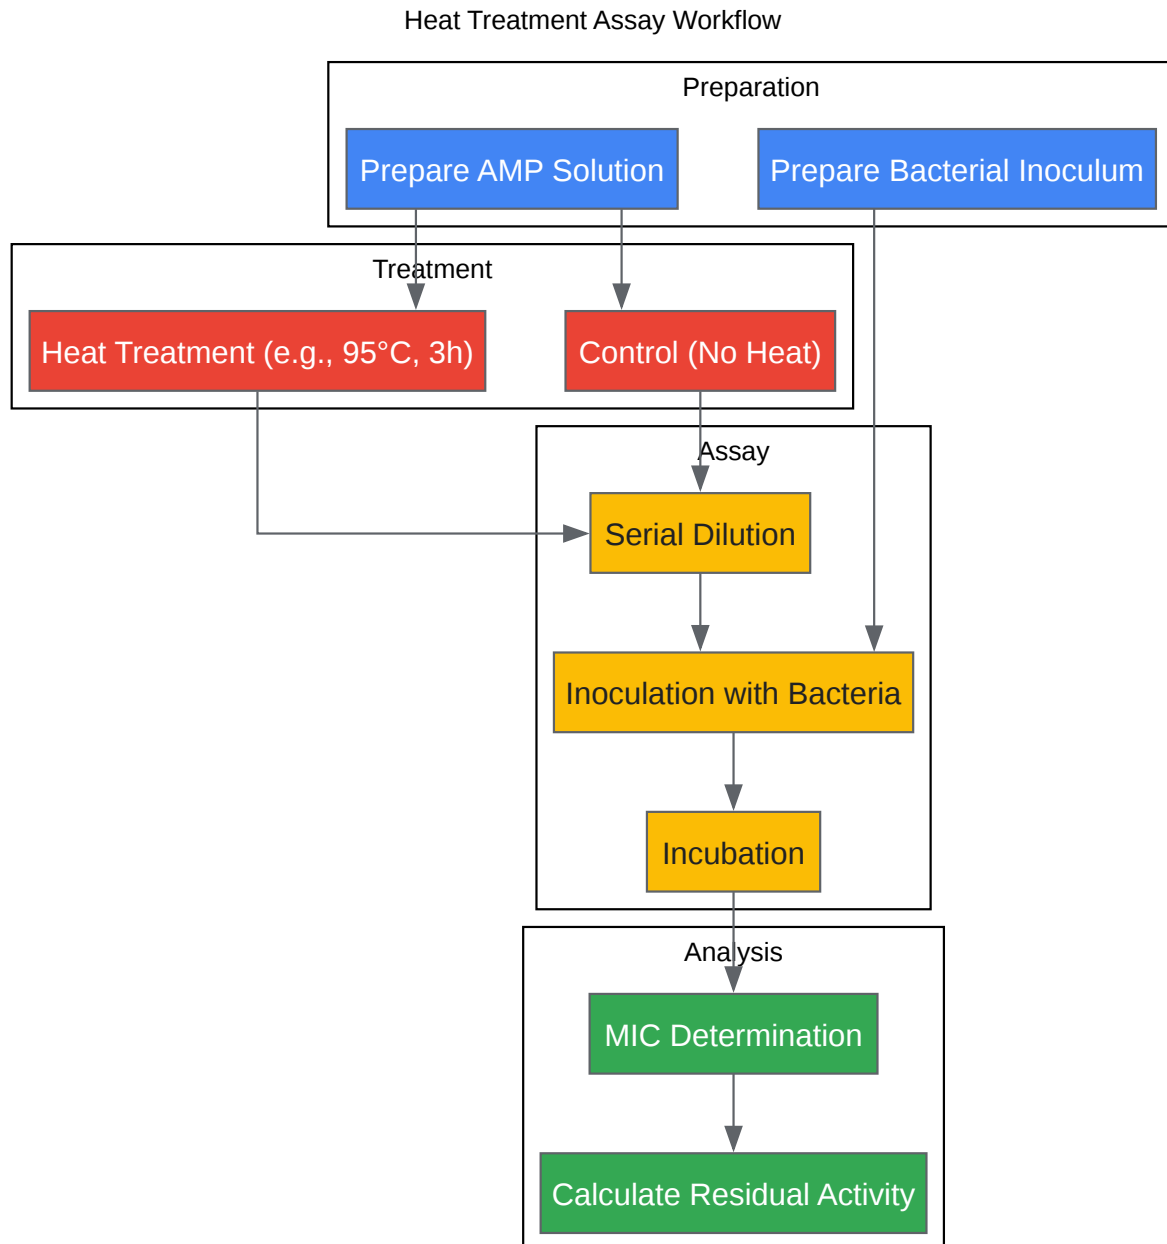 Heat Treatment Assay Workflow
Preparation
Prepare AMP Solution
Prepare Bacterial Inoculum
Treatment
Heat Treatment (e.g., 95°C, 3h)
Control (No Heat)
Assay
Serial Dilution
Inoculation with Bacteria
Incubation
Analysis
MIC Determination
Calculate Residual Activity